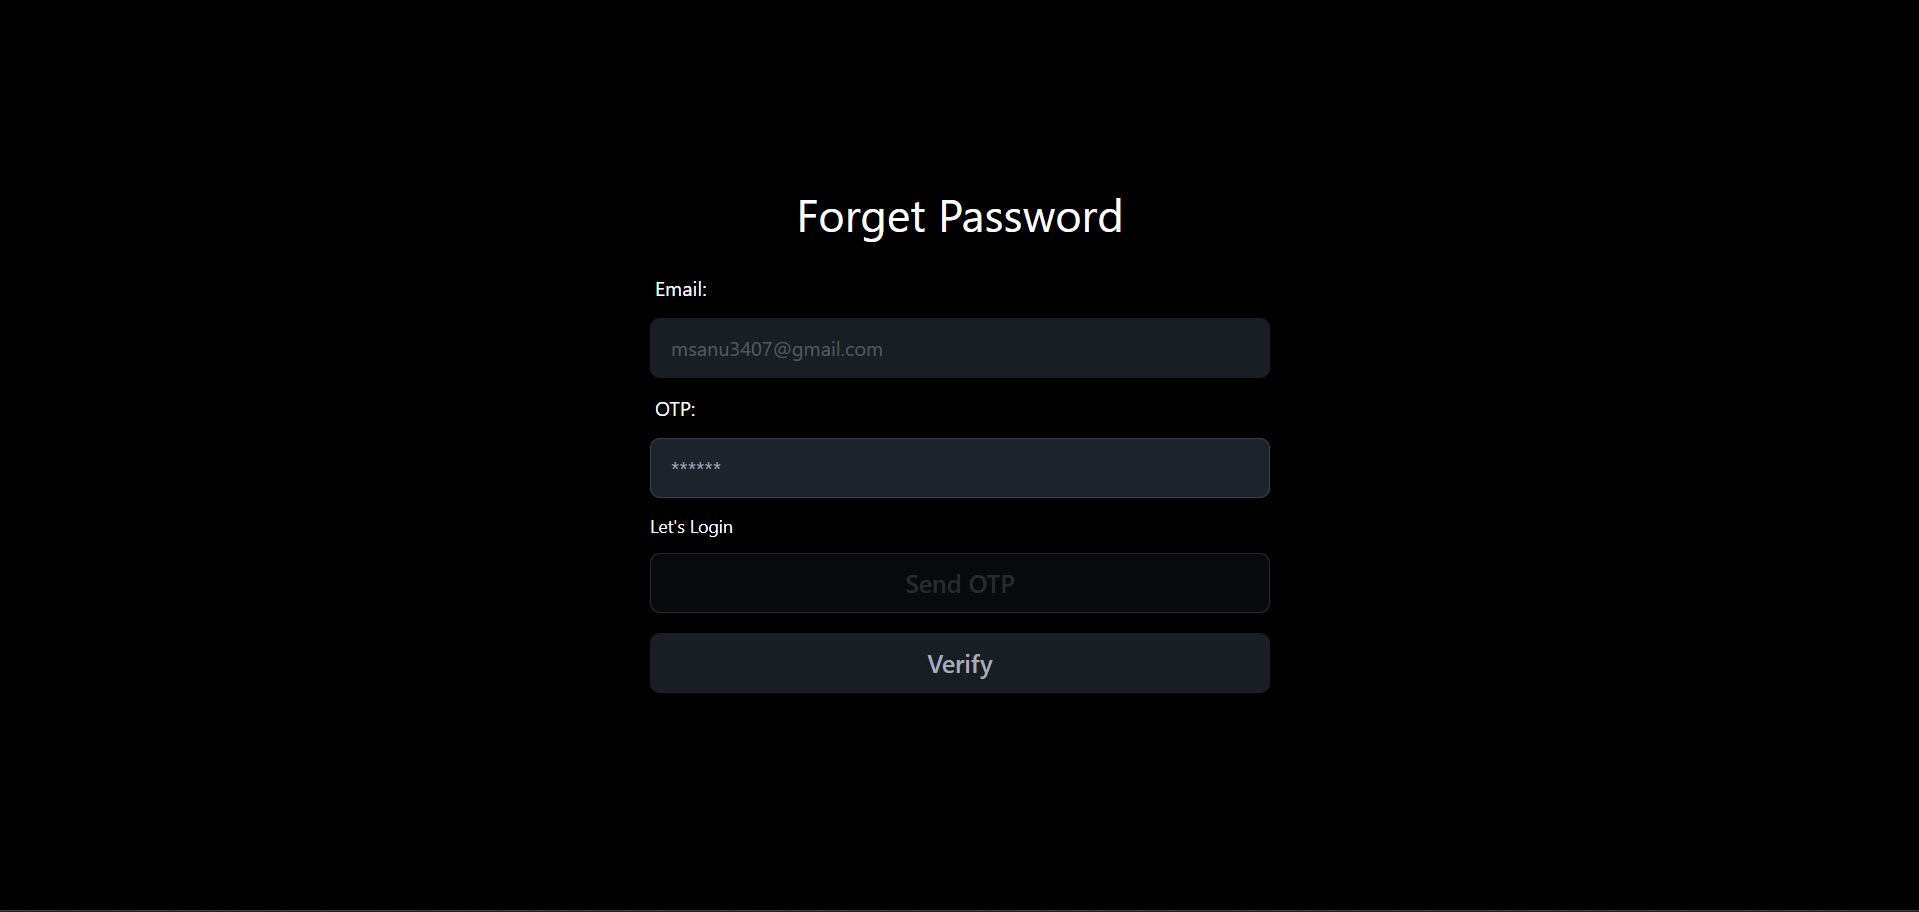 Forget Password
Email:
msanu3407@gmail.com
OTP:
******
Let's Login
Send OTP
Verify